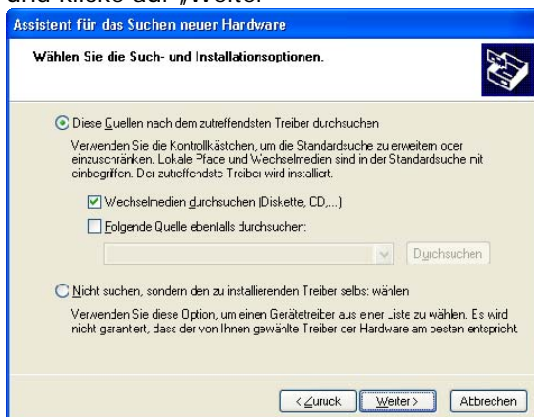 und klicke auf „Weiter“
Assistent für das Suchen neuer Hardware
Wählen Sie die Such- und Installationsoptionen.
Diese Quellen nach dem zutreffendsten Treiber durchsuchen
Verwenden Sie die Kontrollkästchen, um die Standardsuche zu erweitern oder
einzuschränken. Lokale Pfade und Wechselmedien sind in der Standardsuche mit
einbegriffen. Der zutreffendste Treiber wird installiert.
Wechselmedien durchsuchen (Diskette, CD,...)
Folgende Quelle ebenfalls durchsuchen:
Durchsuchen
Nicht suchen, sondern den zu installierenden Treiber selbst wählen
Verwenden Sie diese Option, um einen Gerätetreiber aus einer Liste zu wählen. Es wird
nicht garantiert, dass der von Ihnen gewählte Treiber der Hardware am besten entspricht.
< Zurück Weiter > Abbrechen